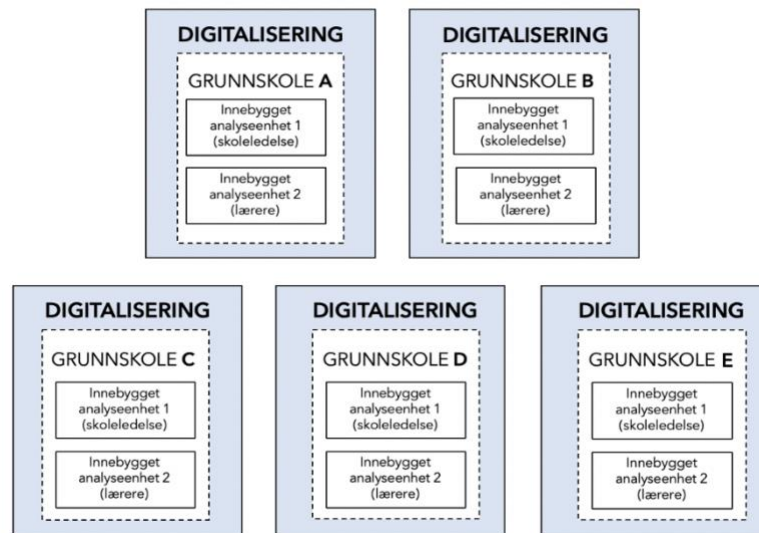 DIGITALISERING
GRUNNSKOLE A
Innebygget
analyseenhet 1
(skoleledelse)
Innebygget
analyseenhet 2
(lærere)
DIGITALISERING
GRUNNSKOLE B
Innebygget
analyseenhet 1
(skoleledelse)
Innebygget
analyseenhet 2
(lærere)
DIGITALISERING
GRUNNSKOLE C
Innebygget
analyseenhet 1
(skoleledelse)
Innebygget
analyseenhet 2
(lærere)
DIGITALISERING
GRUNNSKOLE D
Innebygget
analyseenhet 1
(skoleledelse)
Innebygget
analyseenhet 2
(lærere)
DIGITALISERING
GRUNNSKOLE E
Innebygget
analyseenhet 1
(skoleledelse)
Innebygget
analyseenhet 2
(lærere)